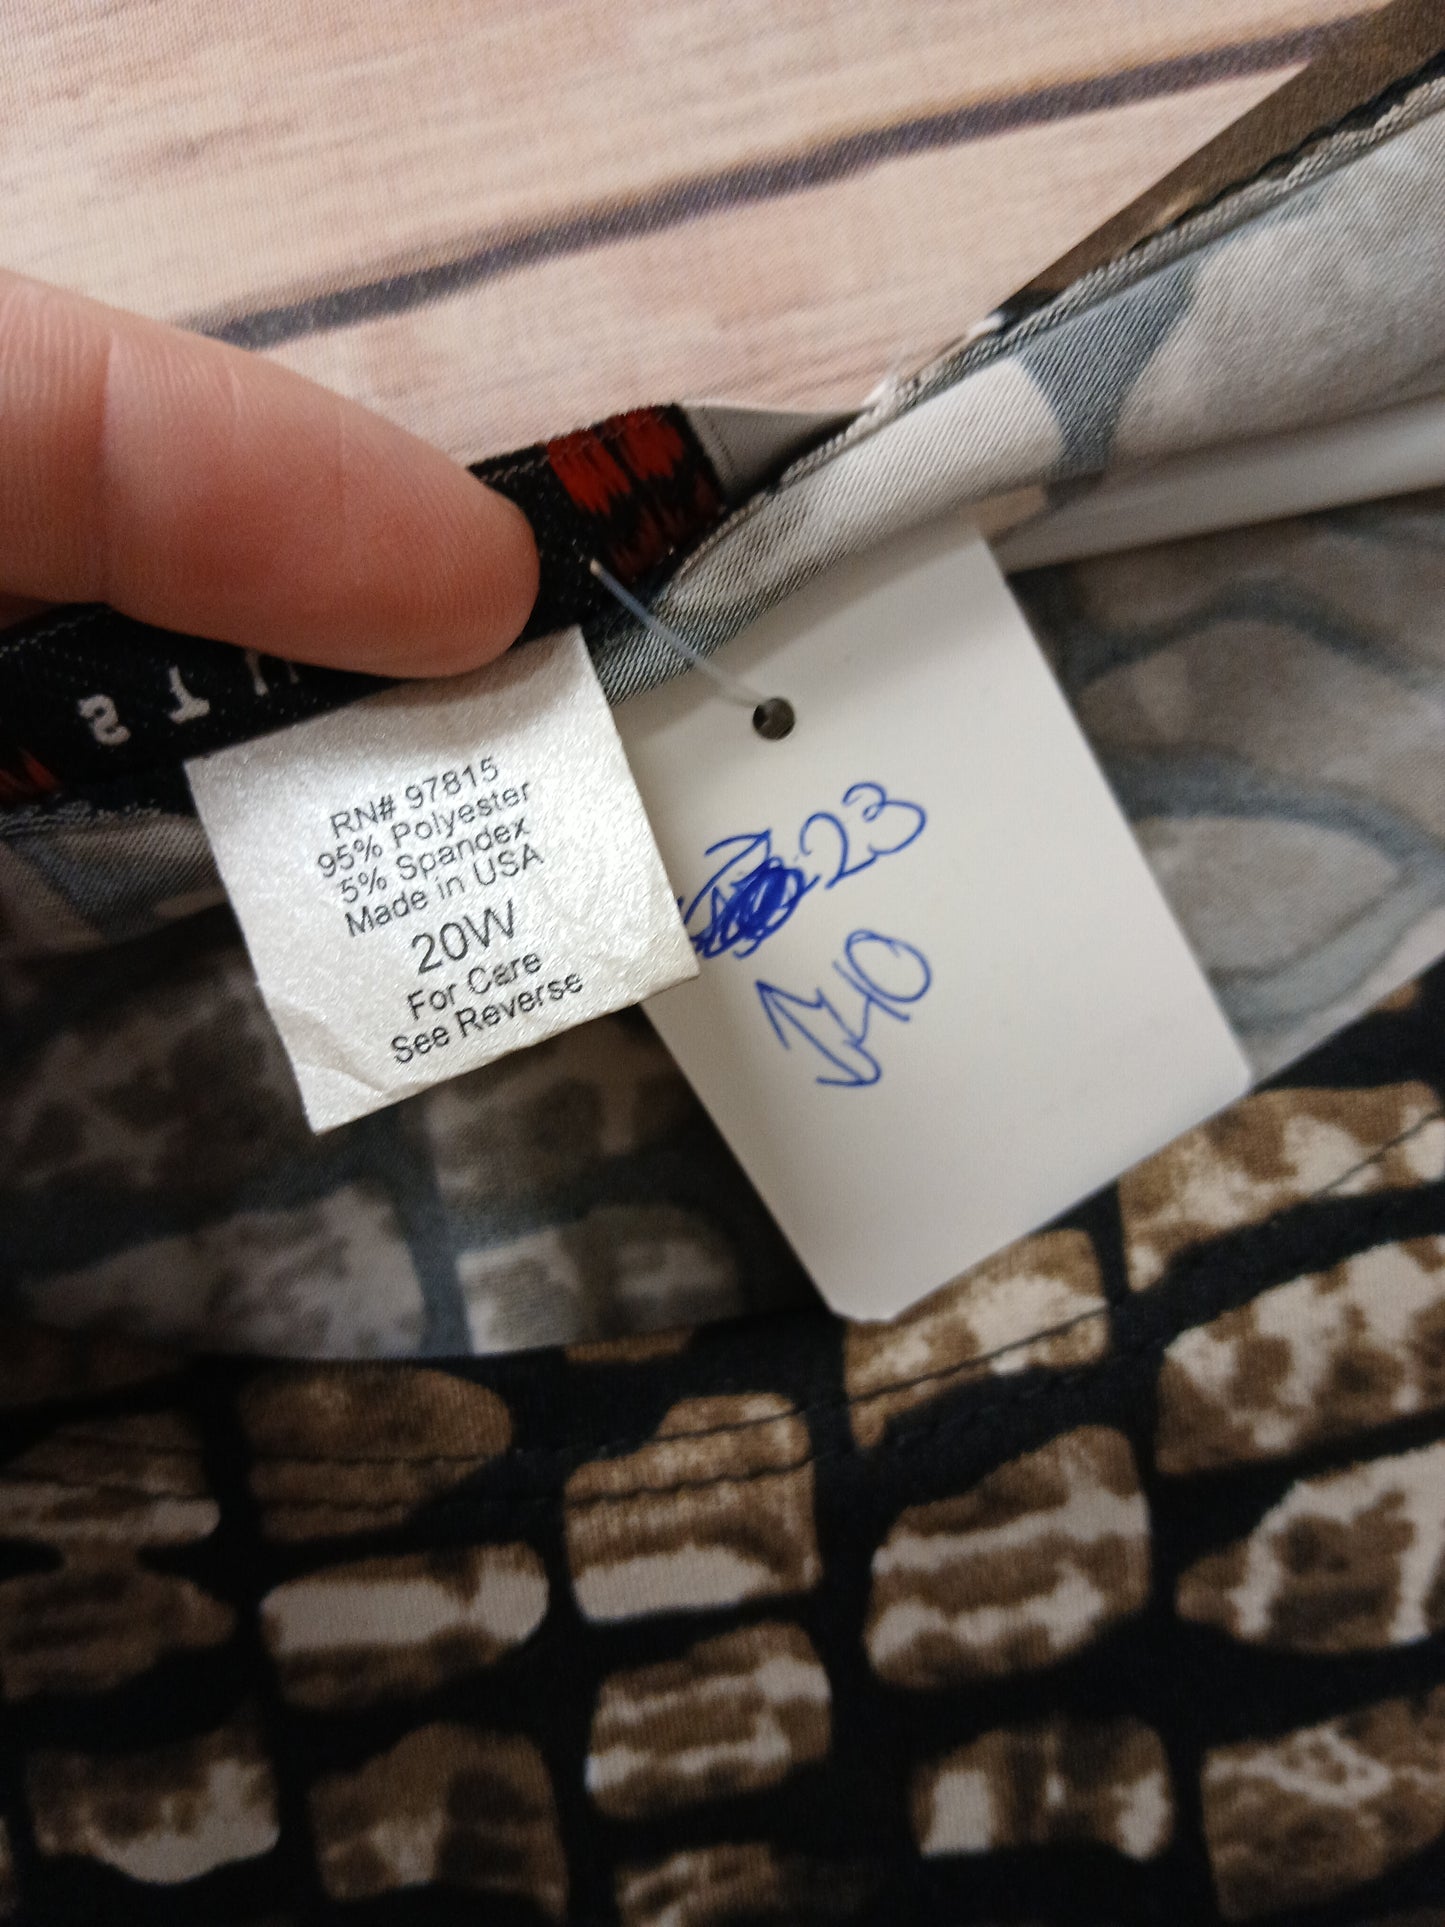 RN# 97815
95% Polyester
5% Spandex
Made in USA
20W
For Care
See Reverse
23